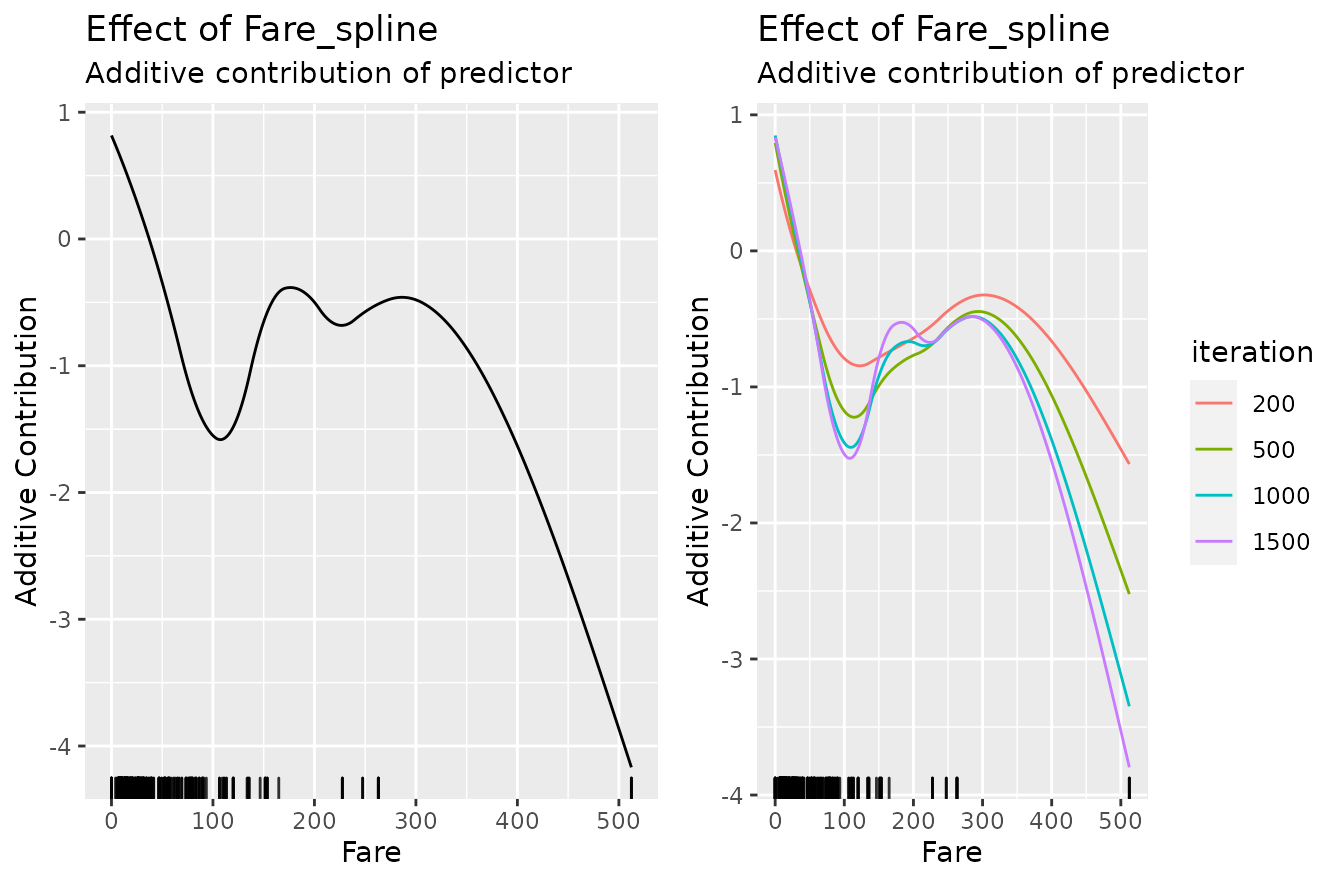 Effect of Fare_spline
Additive contribution of predictor
Additive Contribution
1
0
-1
-2
-3
-4
0 100 200 300 400 500
Fare
Effect of Fare_spline
Additive contribution of predictor
Additive Contribution
1
0
-1
-2
-3
-4
0 100 200 300 400 500
Fare
iteration
200
500
1000
1500